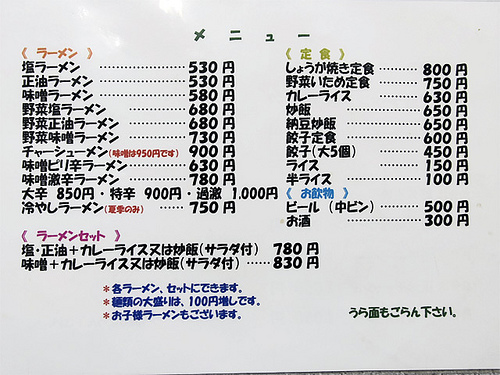 メニュー
《 ラーメン 》
塩ラーメン ………………… 530 円
正油ラーメン ……………… 530 円
味噌ラーメン ……………… 580 円
野菜塩ラーメン ………… 680 円
野菜正油ラーメン ……… 680 円
野菜味噌ラーメン ……… 730 円
チャーシューメン(味噌は950円です) 900 円
味噌ピリ辛ラーメン ……… 630 円
味噌激辛ラーメン ………… 780 円
大辛 850円・特辛 900円・過激 1,000円
冷やしラーメン(夏季のみ) …… 750 円
《 ラーメンセット 》
塩・正油+カレーライス又は炒飯(サラダ付) 780 円
味噌+カレーライス又は炒飯(サラダ付) …… 830 円
*各ラーメン、セットにできます。
*麺類の大盛りは、100円増しです。
*お子様ラーメンもございます。
《 定 食 》
しょうが焼き定食 ………… 800 円
野菜いため定食 ………… 750 円
カレーライス ……………… 630 円
炒飯 ………………………… 650 円
納豆炒飯 ………………… 650 円
餃子定食 ………………… 600 円
餃子(大5個) …………… 450 円
ライス ……………………… 150 円
半ライス …………………… 100 円
《 お飲物 》
ビール (中ビン) ………… 500 円
お酒 ………………………… 300 円
うら面もごらん下さい。